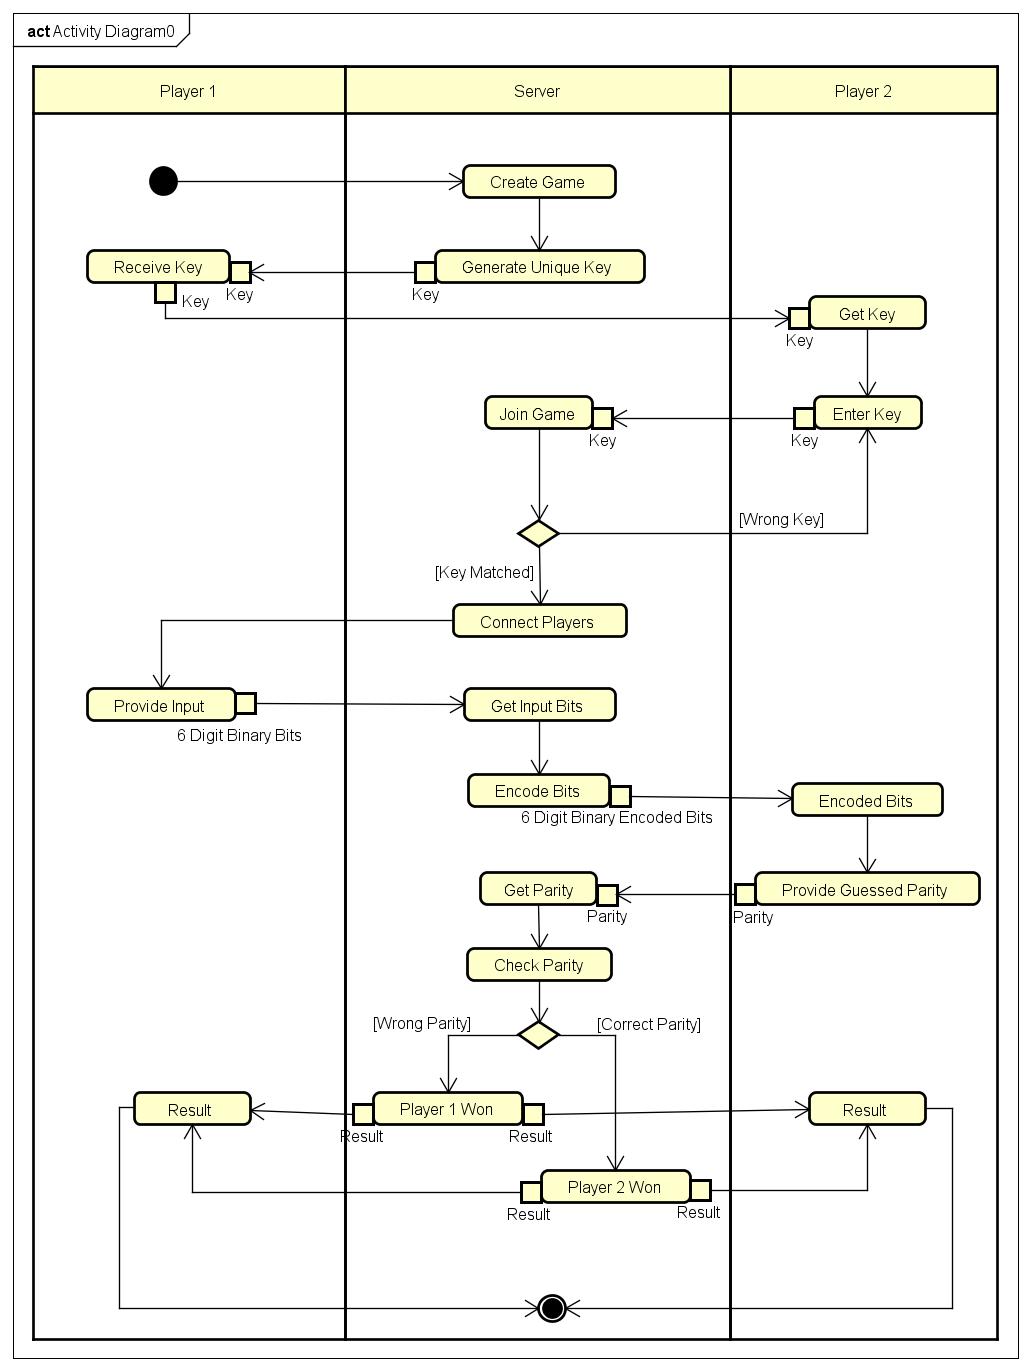 act Activity Diagram0
Player 1
Server
Player 2
Create Game
Receive Key
Key
Key
Generate Unique Key
Key
Get Key
Key
Join Game
Key
Enter Key
Key
[Wrong Key]
[Key Matched]
Connect Players
Provide Input
6 Digit Binary Bits
Get Input Bits
Encode Bits
6 Digit Binary Encoded Bits
Encoded Bits
Get Parity
Parity
Provide Guessed Parity
Parity
Check Parity
[Wrong Parity]
[Correct Parity]
Result
Player 1 Won
Result
Result
Result
Player 2 Won
Result
Result